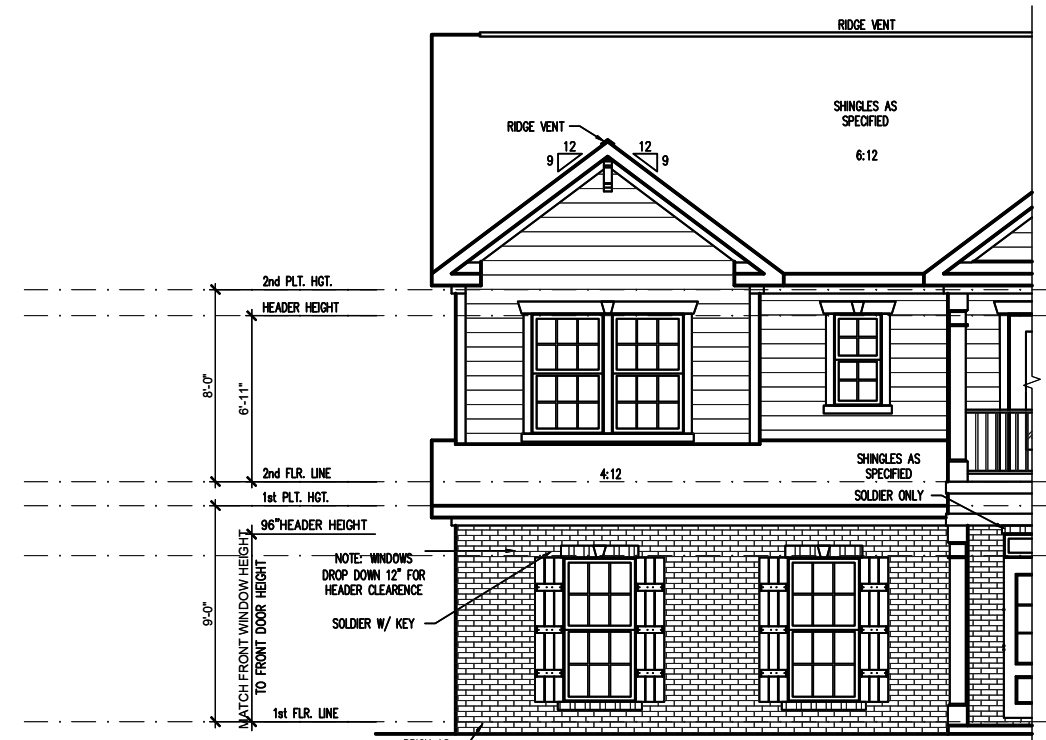 RIDGE VENT
SHINGLES AS
SPECIFIED
6:12
RIDGE VENT
12
9
12
9
2nd PLT. HGT.
HEADER HEIGHT
8'-0"
6'-11"
2nd FLR. LINE
4:12
SHINGLES AS
SPECIFIED
1st PLT. HGT.
SOLDIER ONLY
96"HEADER HEIGHT
NOTE: WINDOWS
DROP DOWN 12" FOR
HEADER CLEARENCE
SOLDIER W/ KEY
9'-0"
MATCH FRONT WINDOW HEIGHT
TO FRONT DOOR HEIGHT
1st FLR. LINE